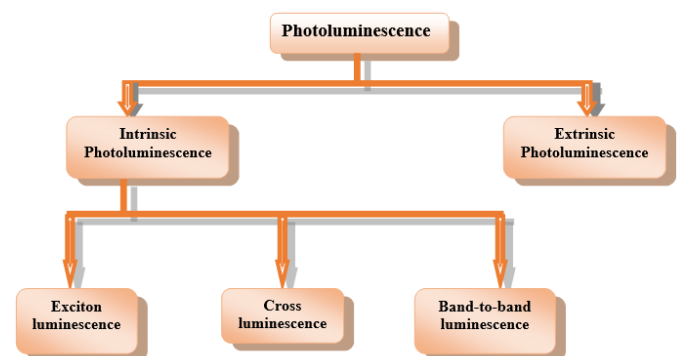 Photoluminescence
Intrinsic
Photoluminescence
Extrinsic
Photoluminescence
Exciton
luminescence
Cross
luminescence
Band-to-band
luminescence